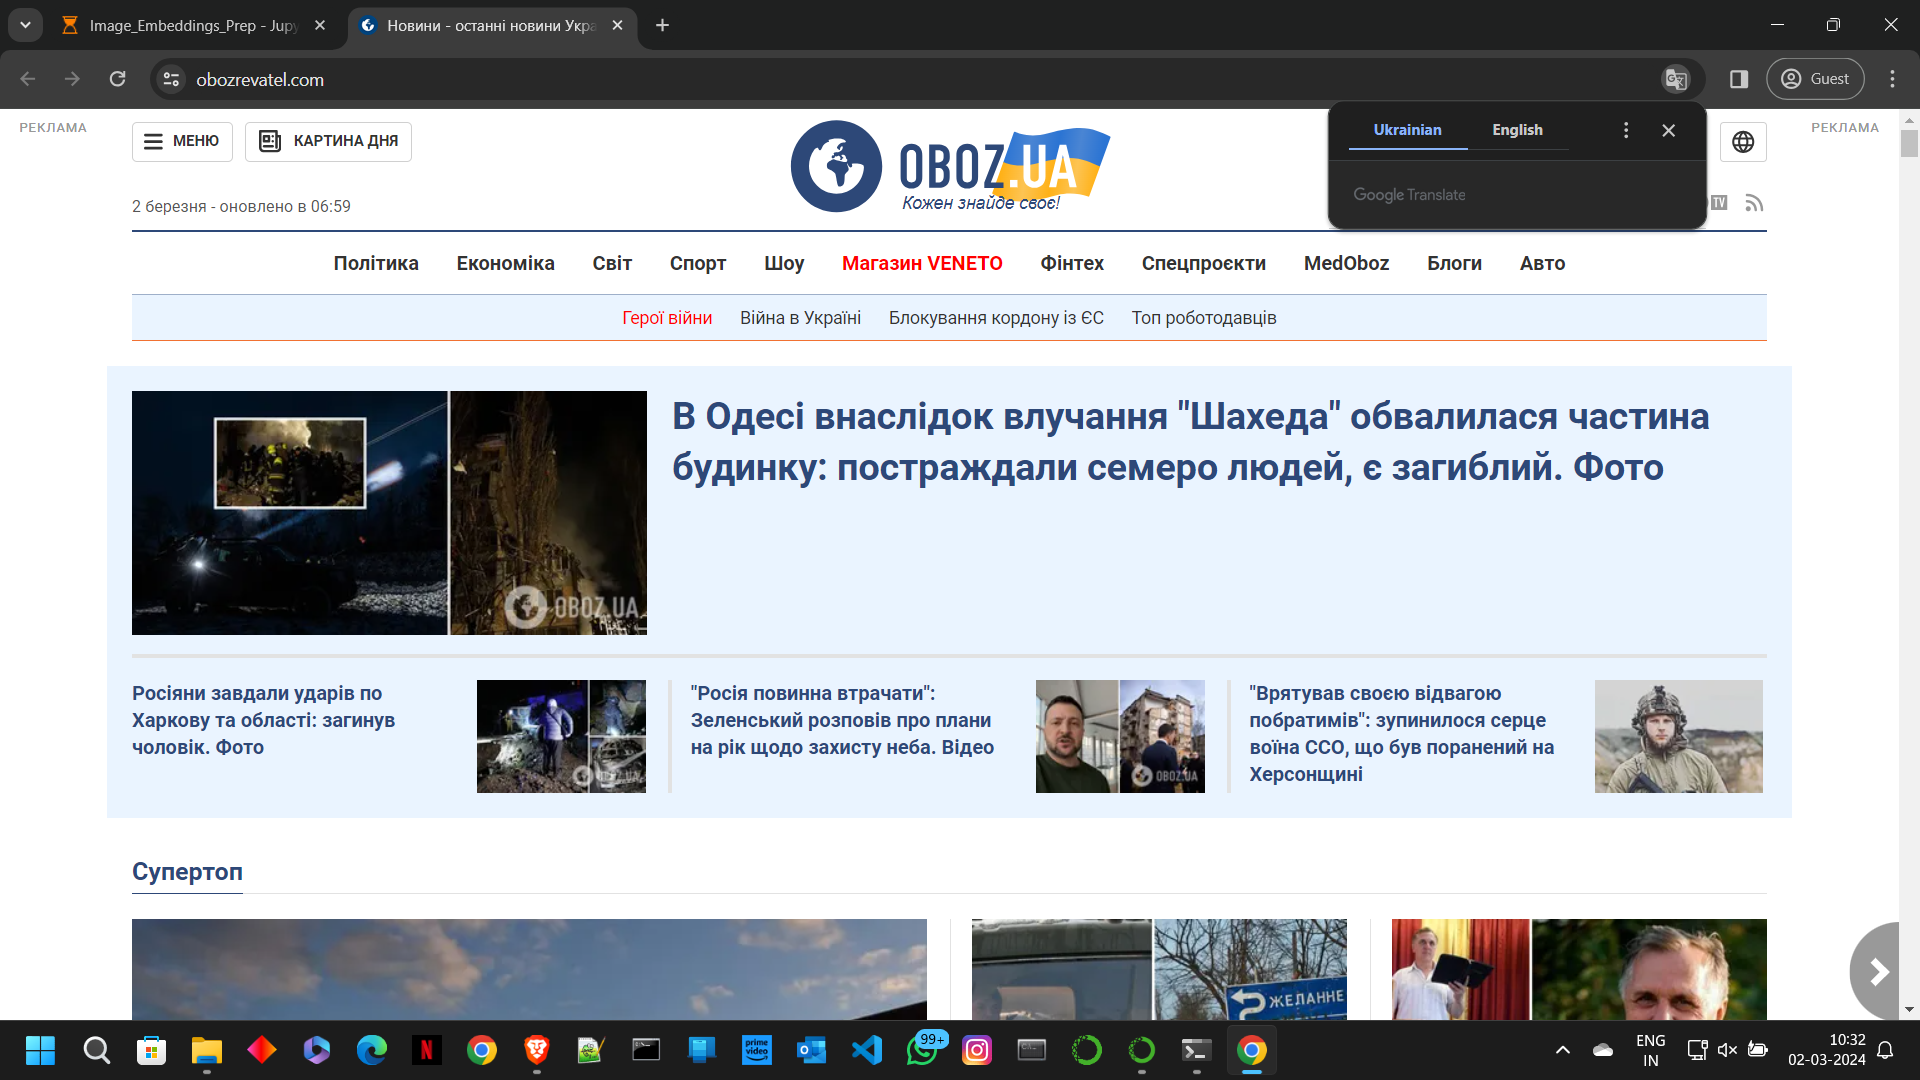 Image_Embeddings_Prep - Jupy
Новини - останні новини Укра
obozrevatel.com
Guest
РЕКЛАМА
МЕНЮ
КАРТИНА ДНЯ
OBOZ.UA
Кожен знайде своє!
Ukrainian
English
Google Translate
РЕКЛАМА
2 березня - оновлено в 06:59
TV
Політика
Економіка
Світ
Спорт
Шоу
Магазин VENETO
Фінтех
Спецпроєкти
MedOboz
Блоги
Авто
Герої війни
Війна в Україні
Блокування кордону із ЄС
Топ роботодавців
В Одесі внаслідок влучання "Шахеда" обвалилася частина
будинку: постраждали семеро людей, є загиблий. Фото
OBOZ.UA
Росіяни завдали ударів по
Харкову та області: загинув
чоловік. Фото
OBOZ.UA
"Росія повинна втрачати":
Зеленський розповів про плани
на рік щодо захисту неба. Відео
OBOZ.UA
"Врятував своєю відвагою
побратимів": зупинилося серце
воїна ССО, що був поранений на
Херсонщині
Супертоп
ЖЕЛАННЕ
prime
video
99+
ENG
IN
10:32
02-03-2024